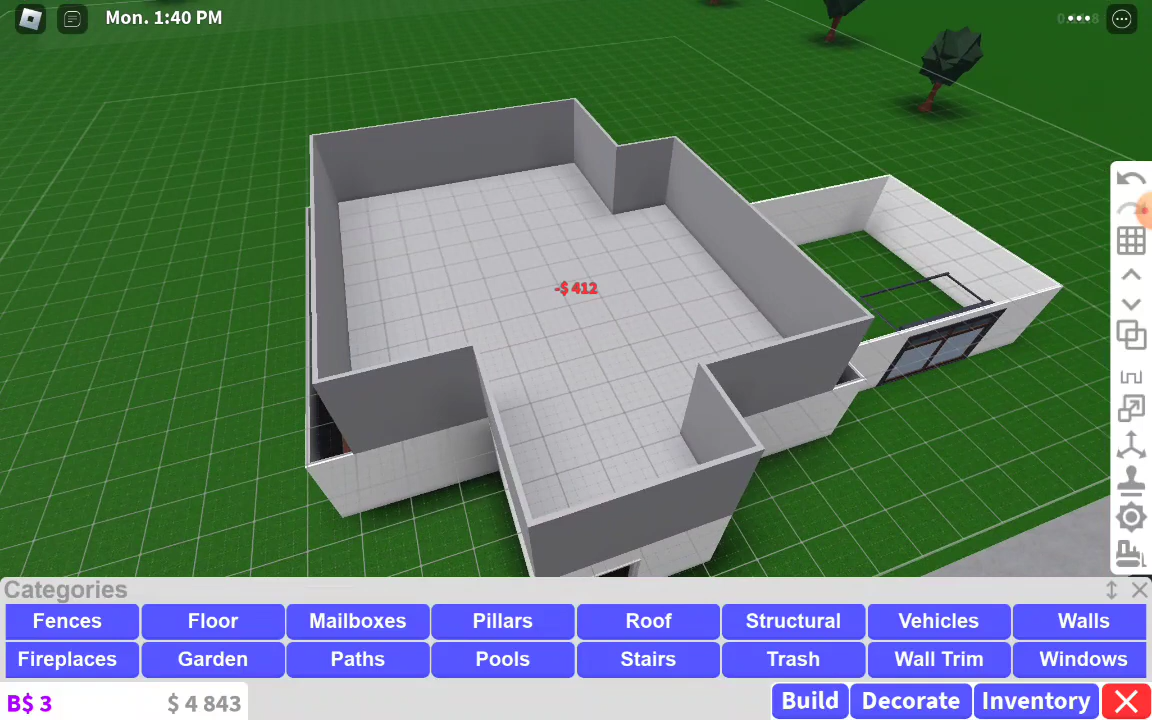 Mon. 1:40 PM
-$ 412
Categories
Fences Floor Mailboxes Pillars Roof Structural Vehicles Walls
Fireplaces Garden Paths Pools Stairs Trash Wall Trim Windows
B$ 3 $ 4 843 Build Decorate Inventory